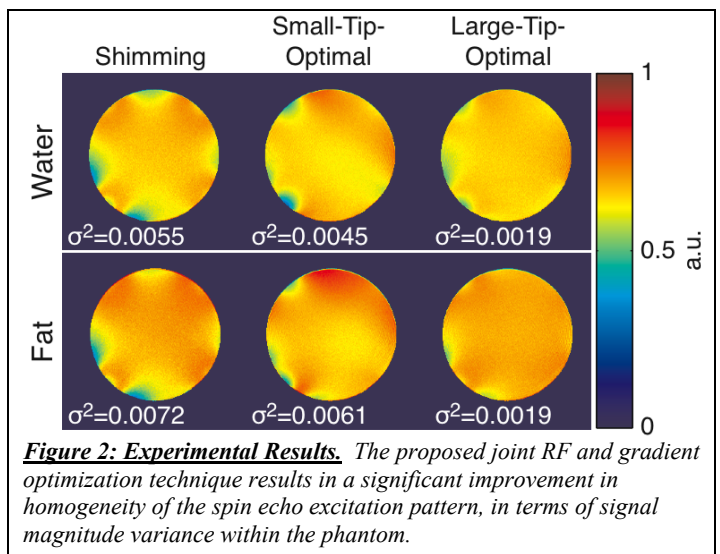 Small-Tip-
Large-Tip-
Shimming
Optimal
Optimal
1
Water
σ²=0.0055
σ²=0.0045
σ²=0.0019
0.5
a.u.
Fat
σ²=0.0072
σ²=0.0061
σ²=0.0019
0
Figure 2: Experimental Results. The proposed joint RF and gradient
optimization technique results in a significant improvement in
homogeneity of the spin echo excitation pattern, in terms of signal
magnitude variance within the phantom.